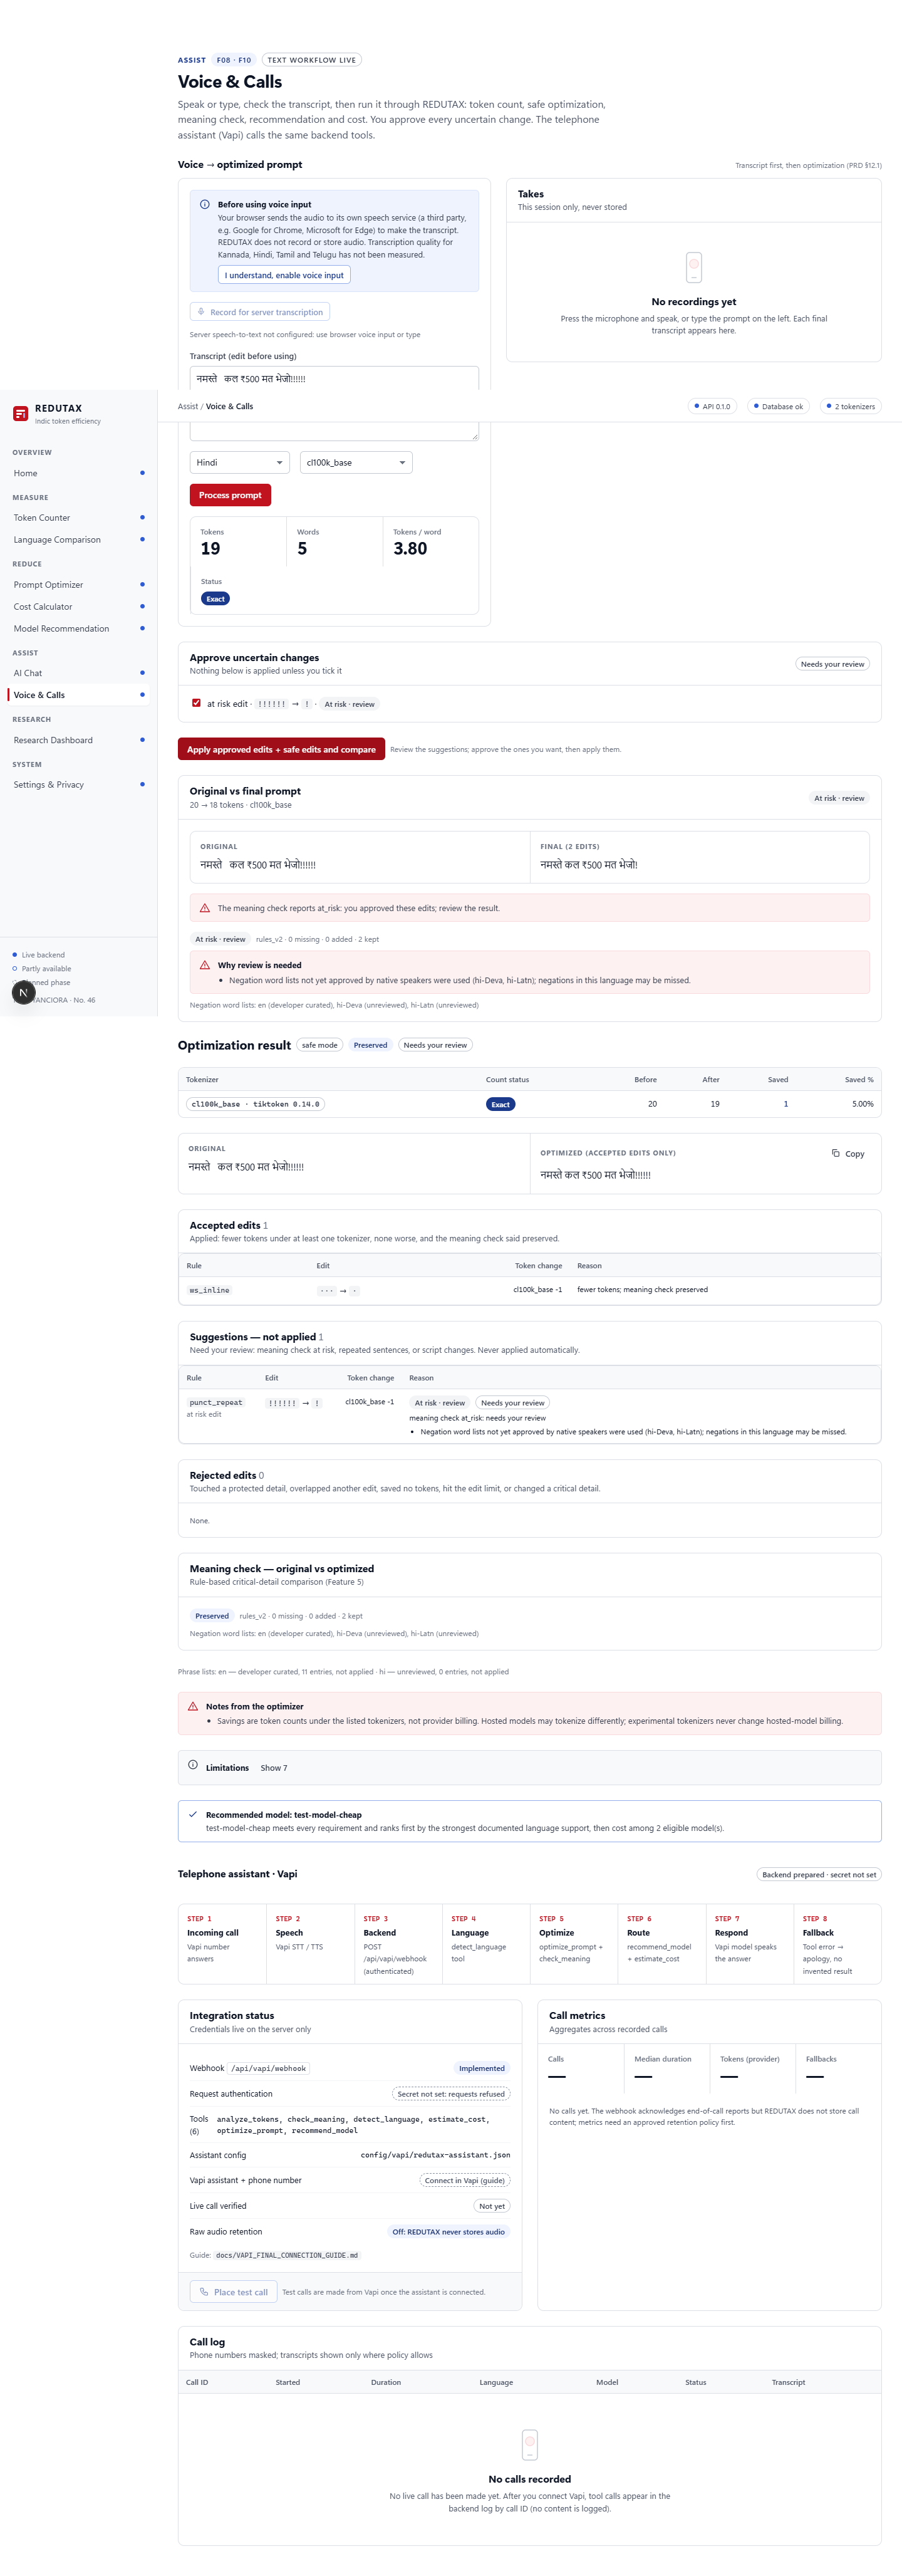 ASSIST F08 · F10 TEXT WORKFLOW LIVE
Voice & Calls
Speak or type, check the transcript, then run it through REDUTAX: token count, safe optimization,
meaning check, recommendation and cost. You approve every uncertain change. The telephone
assistant (Vapi) calls the same backend tools.
Voice → optimized prompt
Transcript first, then optimization (PRD §12.1)
Before using voice input
Your browser sends the audio to its own speech service (a third party,
e.g. Google for Chrome, Microsoft for Edge) to make the transcript.
REDUTAX does not record or store audio. Transcription quality for
Kannada, Hindi, Tamil and Telugu has not been measured.
I understand, enable voice input
Record for server transcription
Server speech-to-text not configured: use browser voice input or type
Transcript (edit before using)
नमस्ते   कल ₹500 मत भेजो!!!!!!
Takes
This session only, never stored
No recordings yet
Press the microphone and speak, or type the prompt on the left. Each final
transcript appears here.
REDUTAX
Indic token efficiency
OVERVIEW
Home
MEASURE
Token Counter
Language Comparison
REDUCE
Prompt Optimizer
Cost Calculator
Model Recommendation
ASSIST
AI Chat
Voice & Calls
RESEARCH
Research Dashboard
SYSTEM
Settings & Privacy
Live backend
Partly available
nned phase
N
ANCIORA · No. 46
Assist / Voice & Calls
API 0.1.0
Database ok
2 tokenizers
Hindi
cl100k_base
Process prompt
Tokens
19
Words
5
Tokens / word
3.80
Status
Exact
Approve uncertain changes
Nothing below is applied unless you tick it
Needs your review
at risk edit · !!!!!! → ! · At risk · review
Apply approved edits + safe edits and compare
Review the suggestions; approve the ones you want, then apply them.
Original vs final prompt
20 → 18 tokens · cl100k_base
At risk · review
ORIGINAL
नमस्ते   कल ₹500 मत भेजो!!!!!!
FINAL (2 EDITS)
नमस्ते कल ₹500 मत भेजो!
The meaning check reports at_risk: you approved these edits; review the result.
At risk · review rules_v2 · 0 missing · 0 added · 2 kept
Why review is needed
• Negation word lists not yet approved by native speakers were used (hi-Deva, hi-Latn); negations in this language may be missed.
Negation word lists: en (developer curated), hi-Deva (unreviewed), hi-Latn (unreviewed)
Optimization result safe mode Preserved Needs your review
Tokenizer Count status Before After Saved Saved %
cl100k_base · tiktoken 0.14.0 Exact 20 19 1 5.00%
ORIGINAL
नमस्ते   कल ₹500 मत भेजो!!!!!!
OPTIMIZED (ACCEPTED EDITS ONLY)
Copy
नमस्ते कल ₹500 मत भेजो!!!!!!
Accepted edits 1
Applied: fewer tokens under at least one tokenizer, none worse, and the meaning check said preserved.
Rule Edit Token change Reason
ws_inline ··· → · cl100k_base -1 fewer tokens; meaning check preserved
Suggestions — not applied 1
Need your review: meaning check at risk, repeated sentences, or script changes. Never applied automatically.
Rule Edit Token change Reason
punct_repeat !!!!!! → ! cl100k_base -1 At risk · review Needs your review
at risk edit
meaning check at_risk: needs your review
• Negation word lists not yet approved by native speakers were used (hi-Deva, hi-Latn); negations in this language may be missed.
Rejected edits 0
Touched a protected detail, overlapped another edit, saved no tokens, hit the edit limit, or changed a critical detail.
None.
Meaning check — original vs optimized
Rule-based critical-detail comparison (Feature 5)
Preserved rules_v2 · 0 missing · 0 added · 2 kept
Negation word lists: en (developer curated), hi-Deva (unreviewed), hi-Latn (unreviewed)
Phrase lists: en — developer curated, 11 entries, not applied · hi — unreviewed, 0 entries, not applied
Notes from the optimizer
• Savings are token counts under the listed tokenizers, not provider billing. Hosted models may tokenize differently; experimental tokenizers never change hosted-model billing.
Limitations Show 7
Recommended model: test-model-cheap
test-model-cheap meets every requirement and ranks first by the strongest documented language support, then cost among 2 eligible model(s).
Telephone assistant · Vapi
Backend prepared · secret not set
STEP 1
Incoming call
Vapi number
answers
STEP 2
Speech
Vapi STT / TTS
STEP 3
Backend
POST
/api/vapi/webhook
(authenticated)
STEP 4
Language
detect_language
tool
STEP 5
Optimize
optimize_prompt +
check_meaning
STEP 6
Route
recommend_model
+ estimate_cost
STEP 7
Respond
Vapi model speaks
the answer
STEP 8
Fallback
Tool error →
apology, no
invented result
Integration status
Credentials live on the server only
Webhook /api/vapi/webhook Implemented
Request authentication Secret not set: requests refused
Tools (6) analyze_tokens, check_meaning, detect_language, estimate_cost,
optimize_prompt, recommend_model
Assistant config config/vapi/redutax-assistant.json
Vapi assistant + phone number Connect in Vapi (guide)
Live call verified Not yet
Raw audio retention Off: REDUTAX never stores audio
Guide: docs/VAPI_FINAL_CONNECTION_GUIDE.md
Place test call
Test calls are made from Vapi once the assistant is connected.
Call metrics
Aggregates across recorded calls
Calls
—
Median duration
—
Tokens (provider)
—
Fallbacks
—
No calls yet. The webhook acknowledges end-of-call reports but REDUTAX does not store call
content; metrics need an approved retention policy first.
Call log
Phone numbers masked; transcripts shown only where policy allows
Call ID Started Duration Language Model Status Transcript
No calls recorded
No live call has been made yet. After you connect Vapi, tool calls appear in the
backend log by call ID (no content is logged).